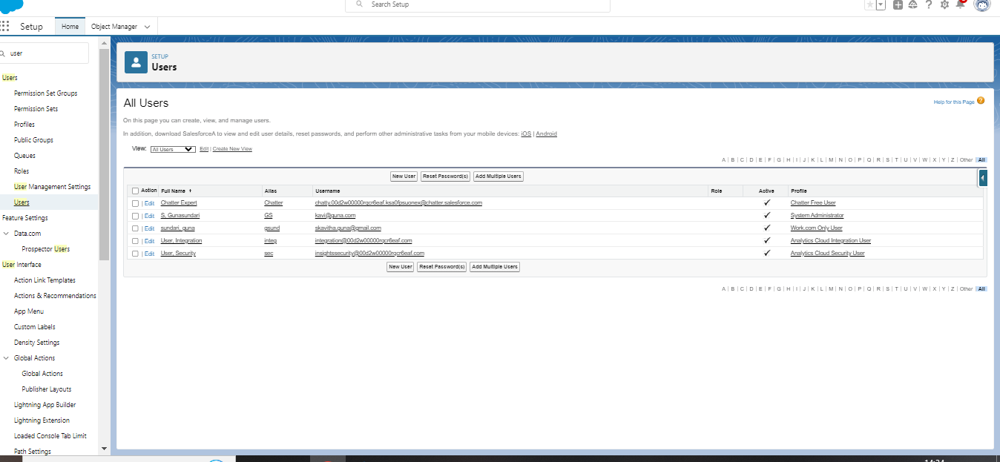 Search Setup
Setup
Home
Object Manager
user
Users
Permission Set Groups
Permission Sets
Profiles
Public Groups
Queues
Roles
User Management Settings
Users
Feature Settings
Data.com
Prospector Users
User Interface
Action Link Templates
Actions & Recommendations
App Menu
Custom Labels
Density Settings
Global Actions
Global Actions
Publisher Layouts
Lightning App Builder
Lightning Extension
Loaded Console Tab Limit
Path Settings
SETUP
Users
All Users
Help for this Page
On this page you can create, view, and manage users.
In addition, download SalesforceA to view and edit user details, reset passwords, and perform other administrative tasks from your mobile devices: iOS | Android
View: All Users Edit | Create New View
A | B | C | D | E | F | G | H | I | J | K | L | M | N | O | P | Q | R | S | T | U | V | W | X | Y | Z | Other All
New User Reset Password(s) Add Multiple Users
Action Full Name Alias Username Role Active Profile
| Edit Chatter Expert Chatter chatty.00d2w00000rqcr6eaf.ksa0fpsuonex@chatter.salesforce.com Chatter Free User
| Edit S, Gunasundari GS kavi@guna.com System Administrator
| Edit sundari, guna gsund skavitha.guna@gmail.com Work.com Only User
| Edit User, Integration integ integration@00d2w00000rqcr6eaf.com Analytics Cloud Integration User
| Edit User, Security sec insightssecurity@00d2w00000rqcr6eaf.com Analytics Cloud Security User
New User Reset Password(s) Add Multiple Users
A | B | C | D | E | F | G | H | I | J | K | L | M | N | O | P | Q | R | S | T | U | V | W | X | Y | Z | Other All